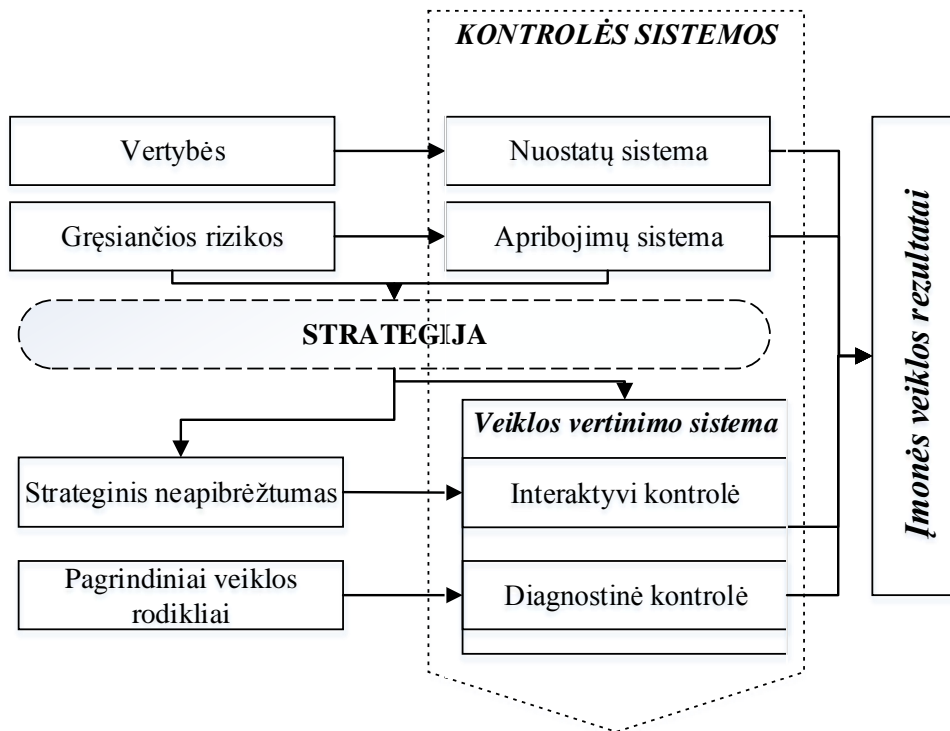 KONTROLĖS SISTEMOS
Vertybės
Nuostatų sistema
Gręsiančios rizikos
Apribojimų sistema
STRATEGIJA
Veiklos vertinimo sistema
Strateginis neapibrėžtumas
Interaktyvi kontrolė
Pagrindiniai veiklos
rodikliai
Diagnostinė kontrolė
Įmonės veiklos rezultatai